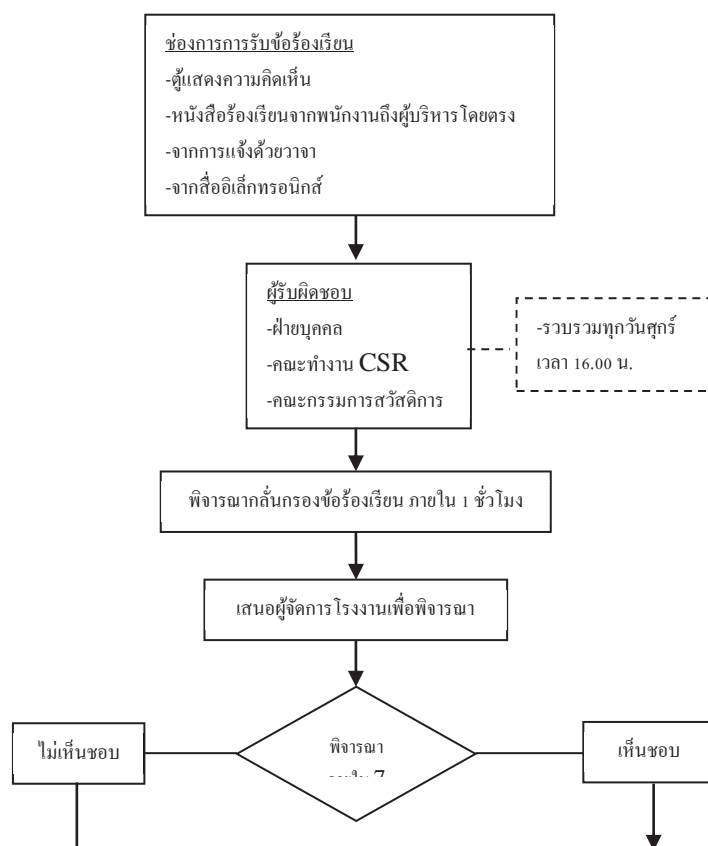 ช่องการการรับข้อร้องเรียน
-ตู้แสดงความคิดเห็น
-หนังสือร้องเรียนจากพนักงานถึงผู้บริหารโดยตรง
-จากการแจ้งด้วยวาจา
-จากสื่ออิเล็กทรอนิกส์
ผู้รับผิดชอบ
-ฝ่ายบุคคล
-คณะทำงาน CSR
-คณะกรรมการสวัสดิการ
-รวบรวมทุกวันศุกร์
เวลา 16.00 น.
พิจารณากลั่นกรองข้อร้องเรียน ภายใน 1 ชั่วโมง
เสนอผู้จัดการโรงงานเพื่อพิจารณา
ไม่เห็นชอบ
พิจารณา
เห็นชอบ